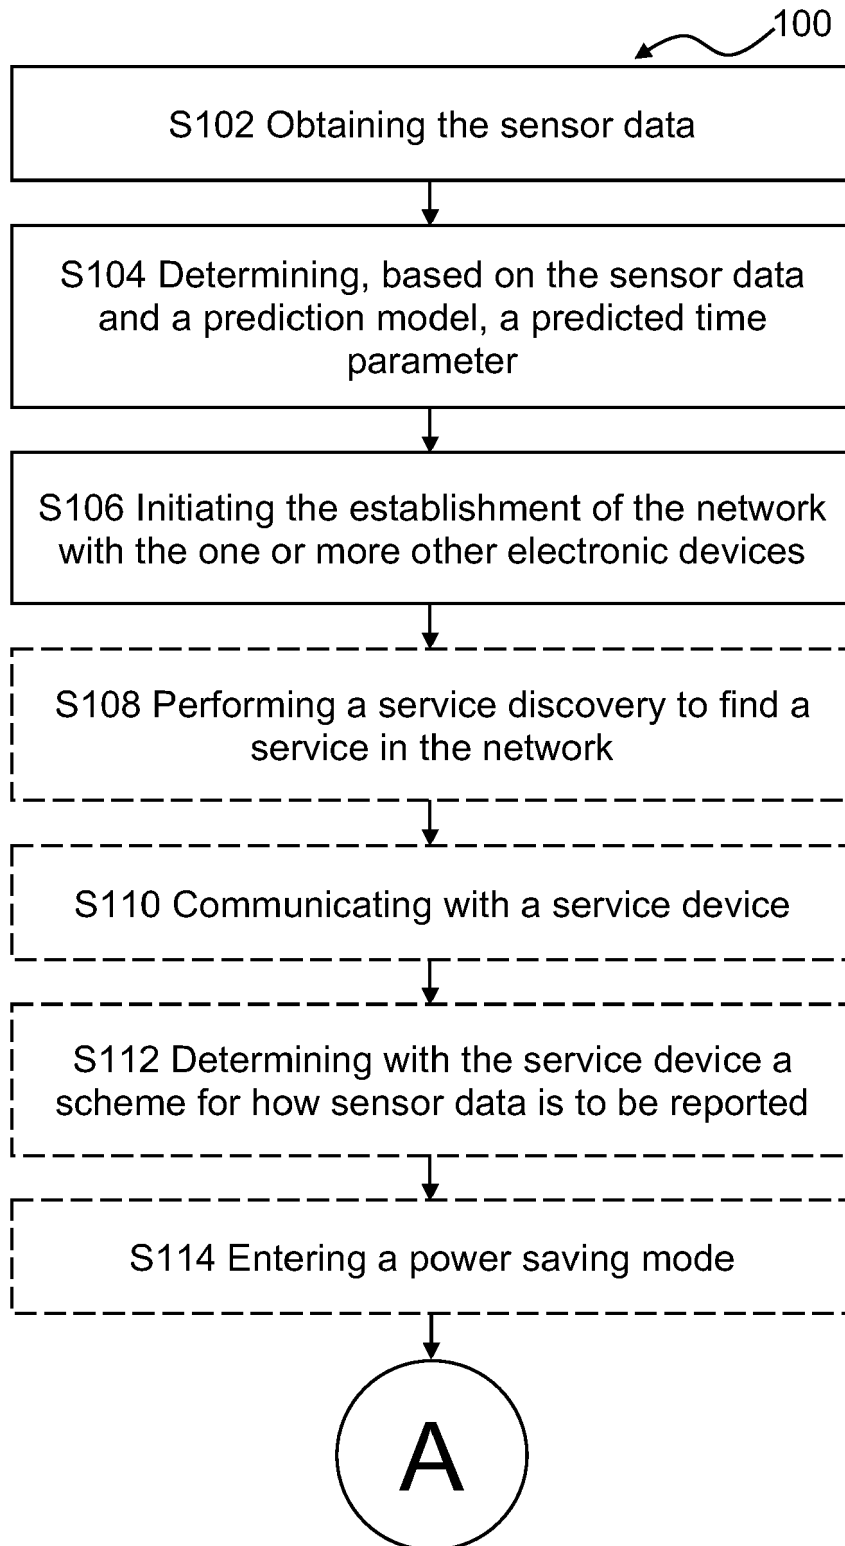 100
S102 Obtaining the sensor data
S104 Determining, based on the sensor data
and a prediction model, a predicted time
parameter
S106 Initiating the establishment of the network
with the one or more other electronic devices
S108 Performing a service discovery to find a
service in the network
S110 Communicating with a service device
S112 Determining with the service device a
scheme for how sensor data is to be reported
S114 Entering a power saving mode
A